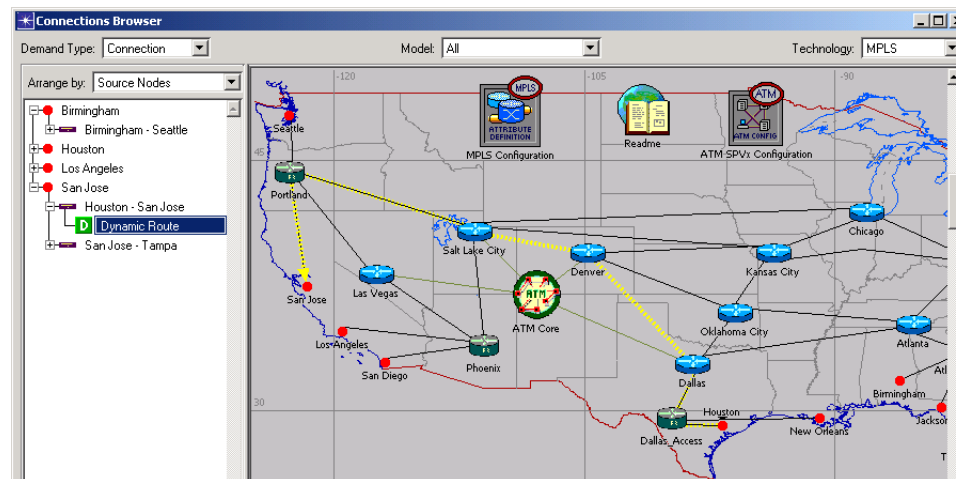 Connections Browser
Demand Type: Connection
Model: All
Technology: MPLS
Arrange by: Source Nodes
Birmingham
Birmingham - Seattle
Houston
Los Angeles
San Jose
Houston - San Jose
D Dynamic Route
San Jose - Tampa
-120
-105
-90
45
30
MPLS
ATTRIBUTE
DEFINITION
MPLS Configuration
Readme
ATM
ATM CONFIG
ATM SPVx Configuration
Seattle
Portland
Salt Lake City
Denver
Chicago
Kansas City
San Jose
Las Vegas
ATM
ATM Core
Oklahoma City
Los Angeles
Phoenix
San Diego
Dallas
Atlanta
Atl
Birmingham
Houston
Dallas_Access
New Orleans
Jackson
T